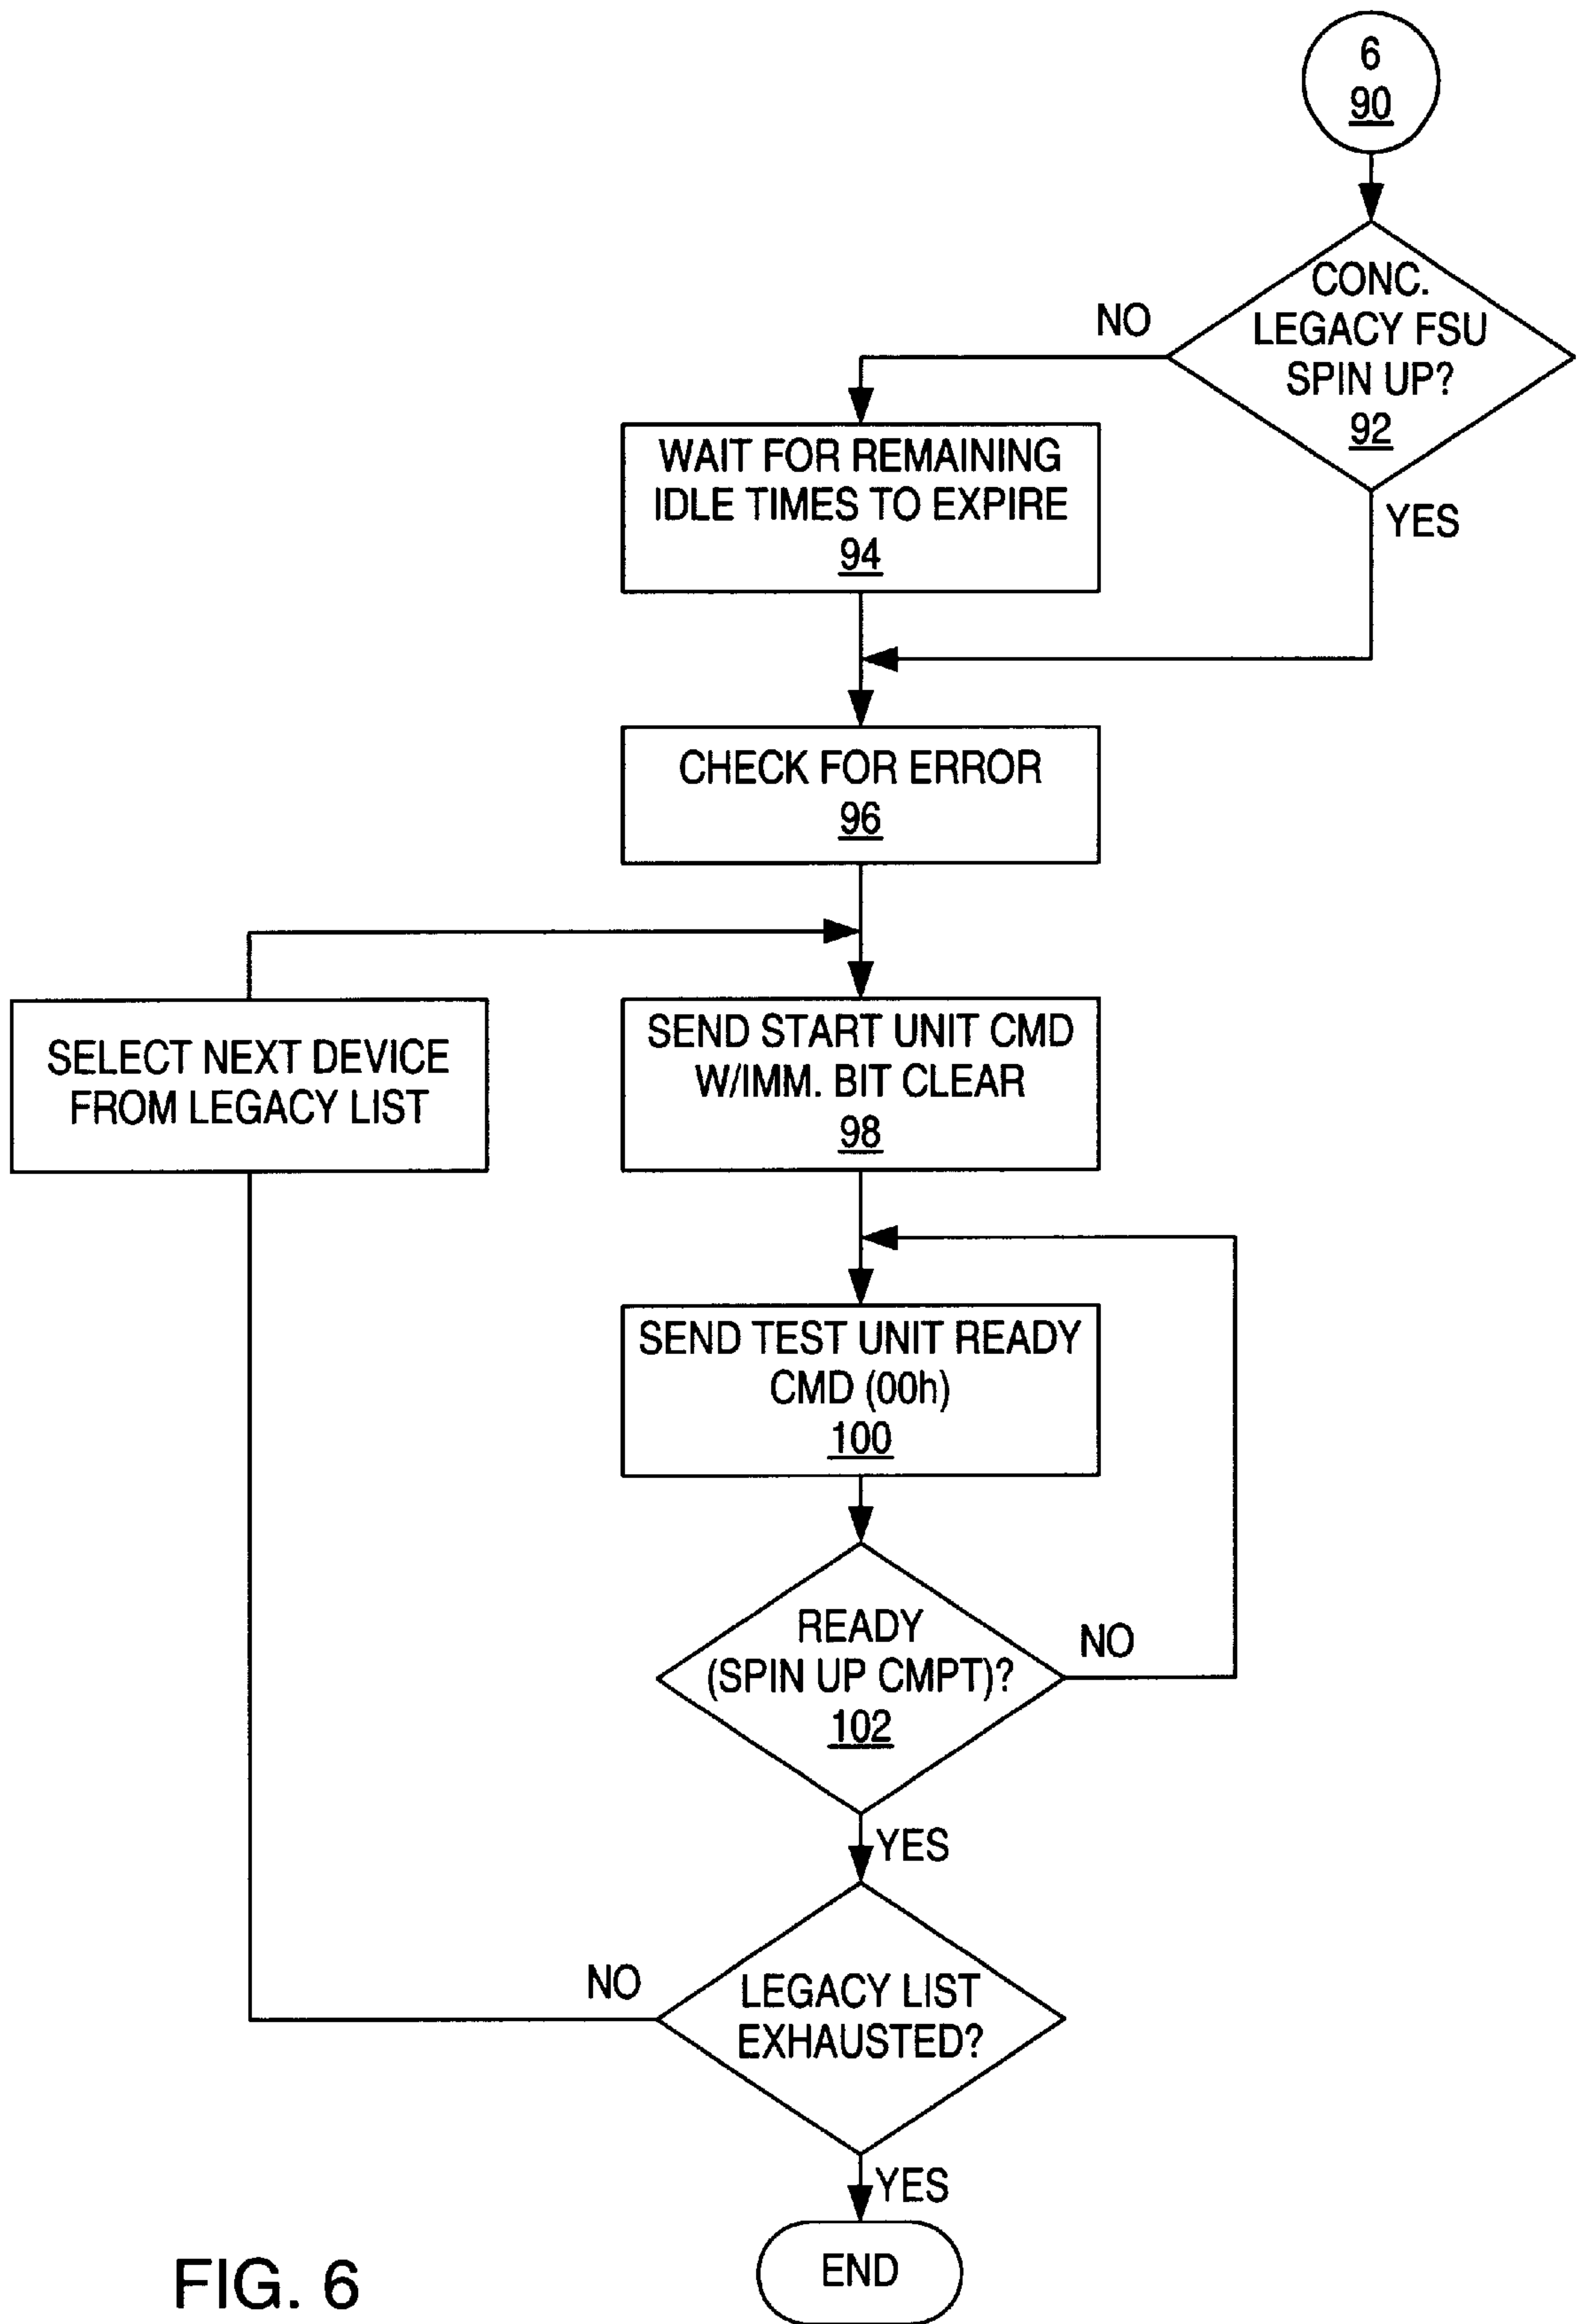 6
90
CONC.
LEGACY FSU
SPIN UP?
92
NO
YES
WAIT FOR REMAINING
IDLE TIMES TO EXPIRE
94
CHECK FOR ERROR
96
SELECT NEXT DEVICE
FROM LEGACY LIST
SEND START UNIT CMD
W/IMM. BIT CLEAR
98
SEND TEST UNIT READY
CMD (00h)
100
READY
(SPIN UP CMPT)?
102
NO
YES
LEGACY LIST
EXHAUSTED?
NO
YES
END
FIG. 6